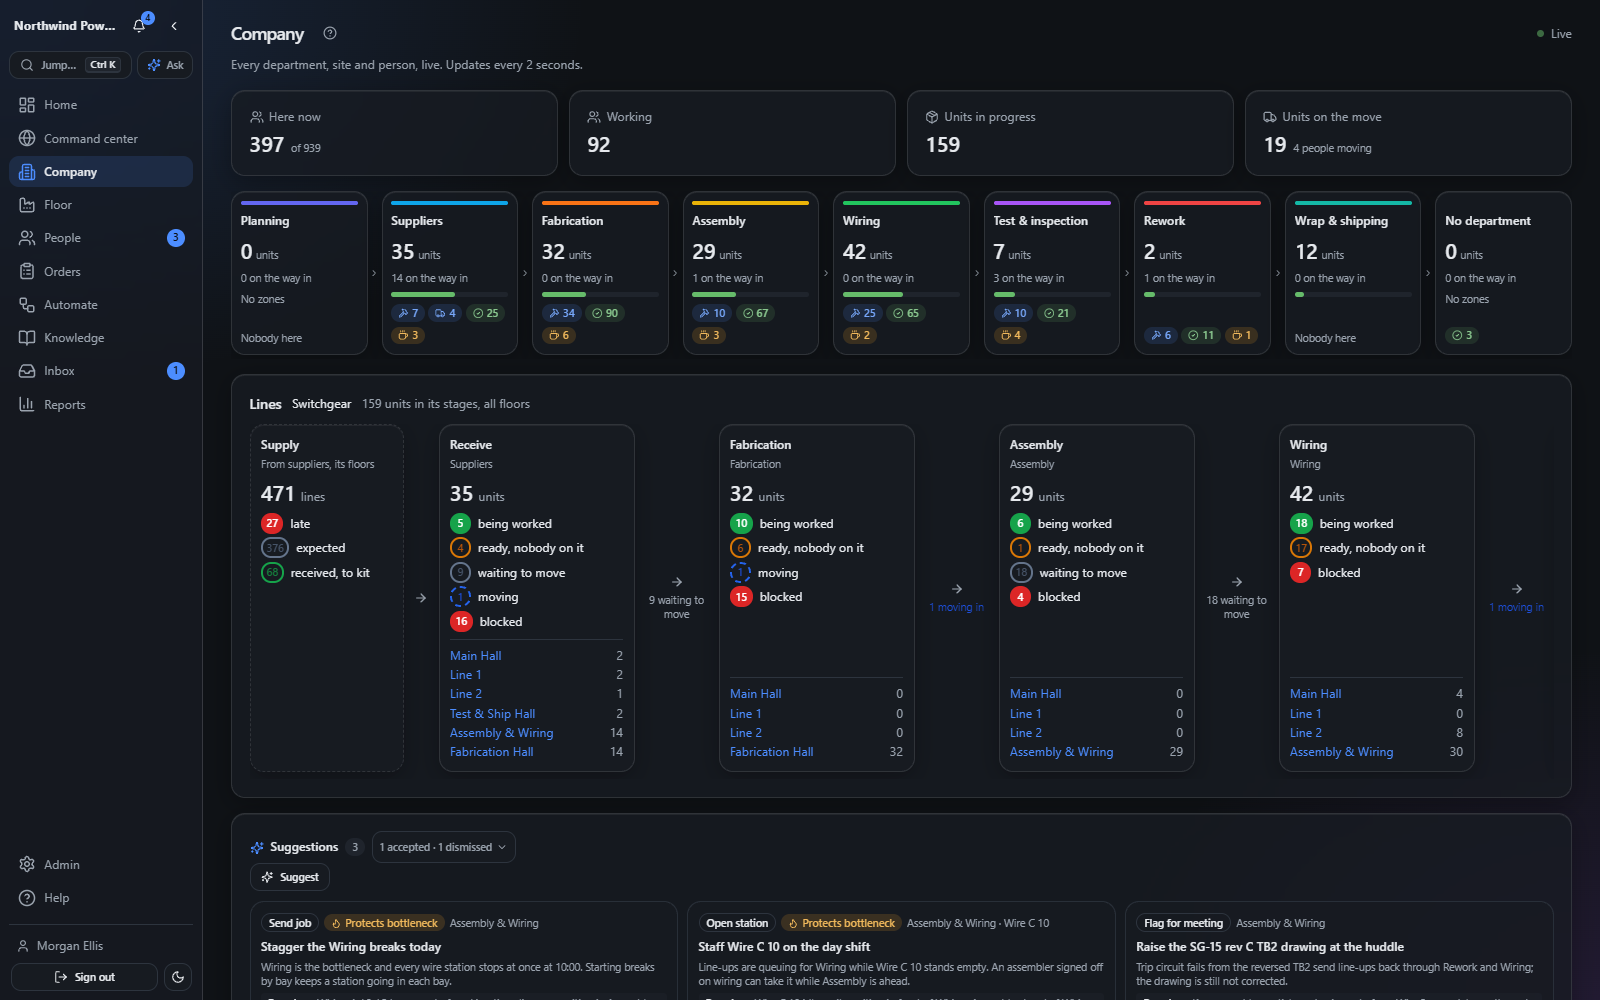 Northwind Pow...
4
Jump...
Ctrl K
Ask
Home
Command center
Company
Floor
People
3
Orders
Automate
Knowledge
Inbox
1
Reports
Admin
Help
Morgan Ellis
Sign out
Company
Live
Every department, site and person, live. Updates every 2 seconds.
Here now
397 of 939
Working
92
Units in progress
159
Units on the move
19 4 people moving
Planning
0 units
0 on the way in
No zones
Nobody here
Suppliers
35 units
14 on the way in
7 4 25
3
Fabrication
32 units
0 on the way in
34 90
6
Assembly
29 units
1 on the way in
10 67
3
Wiring
42 units
0 on the way in
25 65
2
Test & inspection
7 units
3 on the way in
10 21
4
Rework
2 units
1 on the way in
6 11 1
Wrap & shipping
12 units
0 on the way in
Nobody here
No department
0 units
0 on the way in
No zones
3
Lines Switchgear 159 units in its stages, all floors
Supply
From suppliers, its floors
471 lines
27 late
376 expected
68 received, to kit
Receive
Suppliers
35 units
5 being worked
4 ready, nobody on it
9 waiting to move
1 moving
16 blocked
Main Hall 2
Line 1 2
Line 2 1
Test & Ship Hall 2
Assembly & Wiring 14
Fabrication Hall 14
9 waiting to
move
Fabrication
Fabrication
32 units
10 being worked
6 ready, nobody on it
1 moving
15 blocked
Main Hall 0
Line 1 0
Line 2 0
Fabrication Hall 32
1 moving in
Assembly
Assembly
29 units
6 being worked
1 ready, nobody on it
18 waiting to move
4 blocked
Main Hall 0
Line 1 0
Line 2 0
Assembly & Wiring 29
18 waiting to
move
Wiring
Wiring
42 units
18 being worked
17 ready, nobody on it
7 blocked
Main Hall 4
Line 1 0
Line 2 8
Assembly & Wiring 30
1 moving in
Suggestions 3 1 accepted · 1 dismissed
Suggest
Send job Protects bottleneck Assembly & Wiring
Stagger the Wiring breaks today
Wiring is the bottleneck and every wire station stops at once at 10:00. Starting breaks
by bay keeps a station going in each bay.
Open station Protects bottleneck Assembly & Wiring · Wire C 10
Staff Wire C 10 on the day shift
Line-ups are queuing for Wiring while Wire C 10 stands empty. An assembler signed off
on wiring can take it while Assembly is ahead.
Flag for meeting Assembly & Wiring
Raise the SG-15 rev C TB2 drawing at the huddle
Trip circuit fails from the reversed TB2 send line-ups back through Rework and Wiring;
the drawing is still not corrected.